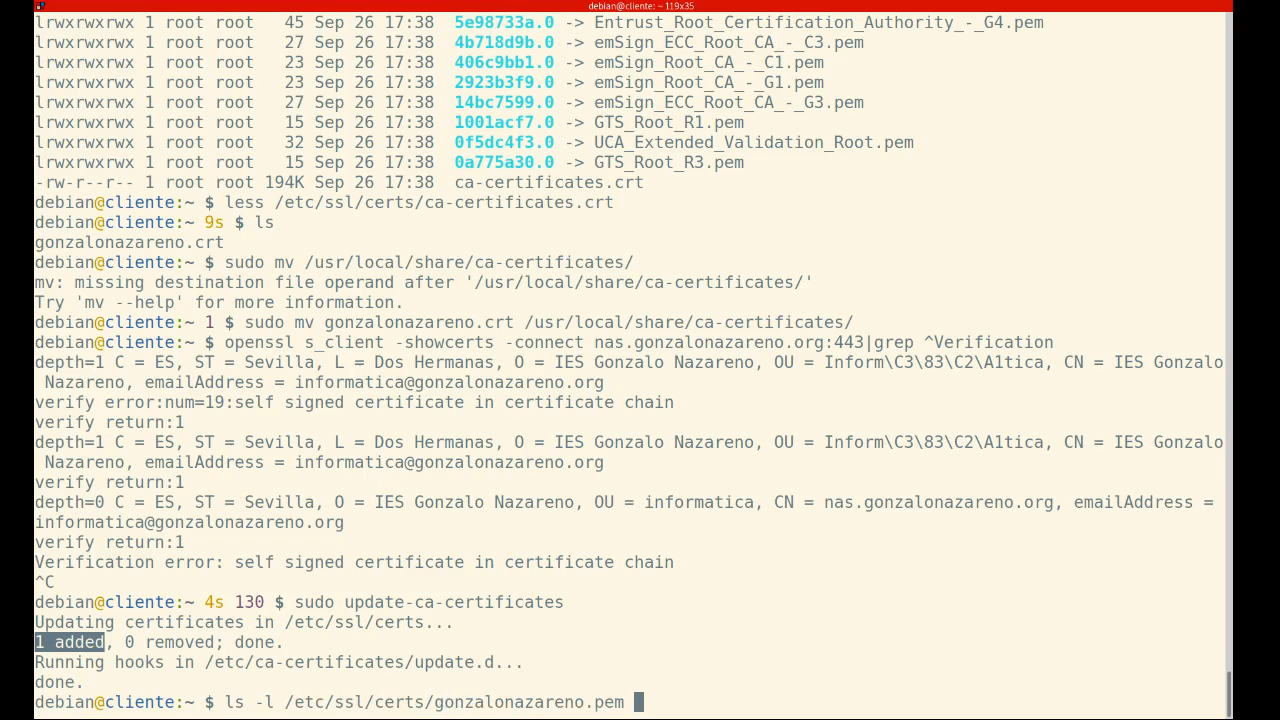 debian@cliente: ~ 119x35
lrwxrwxrwx 1 root root   45 Sep 26 17:38  5e98733a.0 -> Entrust_Root_Certification_Authority_-_G4.pem
lrwxrwxrwx 1 root root   27 Sep 26 17:38  4b718d9b.0 -> emSign_ECC_Root_CA_-_C3.pem
lrwxrwxrwx 1 root root   23 Sep 26 17:38  406c9bb1.0 -> emSign_Root_CA_-_C1.pem
lrwxrwxrwx 1 root root   23 Sep 26 17:38  2923b3f9.0 -> emSign_Root_CA_-_G1.pem
lrwxrwxrwx 1 root root   27 Sep 26 17:38  14bc7599.0 -> emSign_ECC_Root_CA_-_G3.pem
lrwxrwxrwx 1 root root   15 Sep 26 17:38  1001acf7.0 -> GTS_Root_R1.pem
lrwxrwxrwx 1 root root   32 Sep 26 17:38  0f5dc4f3.0 -> UCA_Extended_Validation_Root.pem
lrwxrwxrwx 1 root root   15 Sep 26 17:38  0a775a30.0 -> GTS_Root_R3.pem
-rw-r--r-- 1 root root 194K Sep 26 17:38  ca-certificates.crt
debian@cliente:~ $ less /etc/ssl/certs/ca-certificates.crt
debian@cliente:~ 9s $ ls
gonzalonazareno.crt
debian@cliente:~ $ sudo mv /usr/local/share/ca-certificates/
mv: missing destination file operand after '/usr/local/share/ca-certificates/'
Try 'mv --help' for more information.
debian@cliente:~ 1 $ sudo mv gonzalonazareno.crt /usr/local/share/ca-certificates/
debian@cliente:~ $ openssl s_client -showcerts -connect nas.gonzalonazareno.org:443|grep ^Verification
depth=1 C = ES, ST = Sevilla, L = Dos Hermanas, O = IES Gonzalo Nazareno, OU = Inform\C3\83\C2\A1tica, CN = Gonzalo
 Nazareno, emailAddress = informatica@gonzalonazareno.org
verify error:num=19:self signed certificate in certificate chain
verify return:1
depth=1 C = ES, ST = Sevilla, L = Dos Hermanas, O = IES Gonzalo Nazareno, OU = Inform\C3\83\C2\A1tica, CN = Gonzalo
 Nazareno, emailAddress = informatica@gonzalonazareno.org
verify return:1
depth=0 C = ES, ST = Sevilla, O = IES Gonzalo Nazareno, OU = informatica, CN = nas.gonzalonazareno.org, emailAddress =
informatica@gonzalonazareno.org
verify return:1
Verification error: self signed certificate in certificate chain
^C
debian@cliente:~ 4s 130 $ sudo update-ca-certificates
Updating certificates in /etc/ssl/certs...
1 added, 0 removed; done.
Running hooks in /etc/ca-certificates/update.d...
done.
debian@cliente:~ $ ls -l /etc/ssl/certs/gonzalonazareno.pem